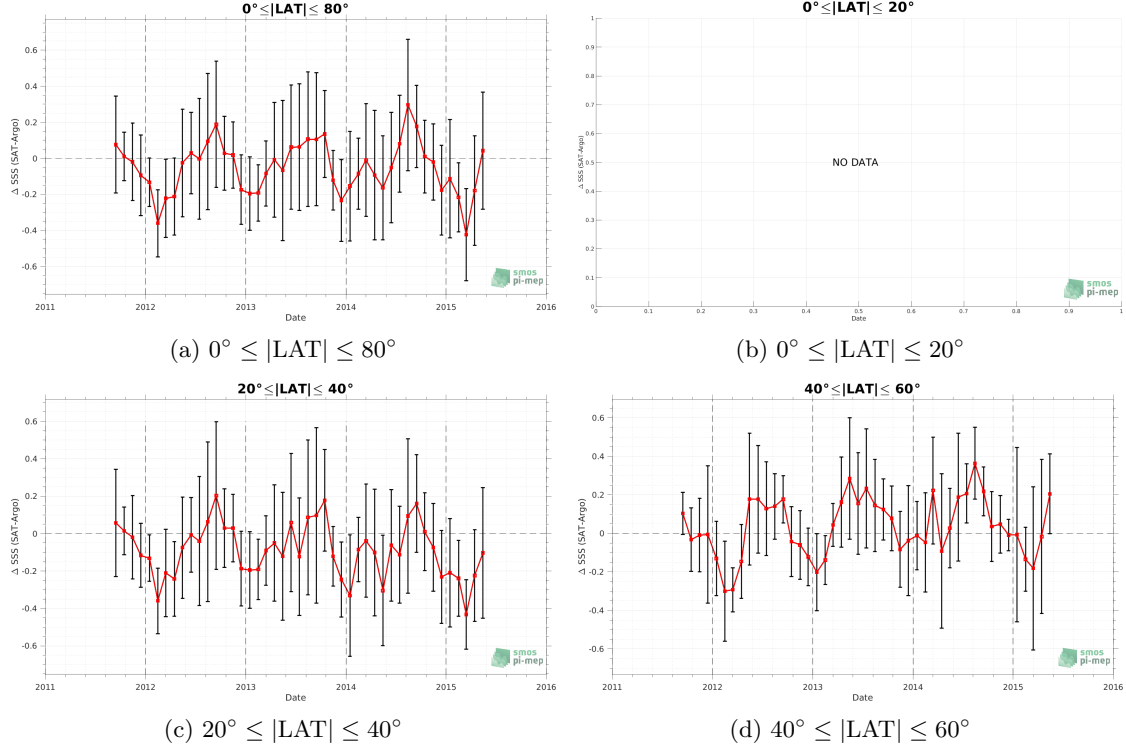 0°≤|LAT|≤ 80°
0.6
0.4
0.2
0
-0.2
-0.4
-0.6
Δ SSS (SAT-Argo)
2011
2012
2013
2014
2015
2016
Date
smos
pi-mep
(a) 0° ≤ |LAT| ≤ 80°
0°≤|LAT|≤ 20°
1
0.9
0.8
0.7
0.6
0.5
0.4
0.3
0.2
0.1
0
Δ SSS (SAT-Argo)
NO DATA
0
0.1
0.2
0.3
0.4
0.5
0.6
0.7
0.8
0.9
1
Date
smos
pi-mep
(b) 0° ≤ |LAT| ≤ 20°
20°≤|LAT|≤ 40°
0.6
0.4
0.2
0
-0.2
-0.4
-0.6
Δ SSS (SAT-Argo)
2011
2012
2013
2014
2015
2016
Date
smos
pi-mep
(c) 20° ≤ |LAT| ≤ 40°
40°≤|LAT|≤ 60°
0.6
0.4
0.2
0
-0.2
-0.4
-0.6
Δ SSS (SAT-Argo)
2011
2012
2013
2014
2015
2016
Date
smos
pi-mep
(d) 40° ≤ |LAT| ≤ 60°